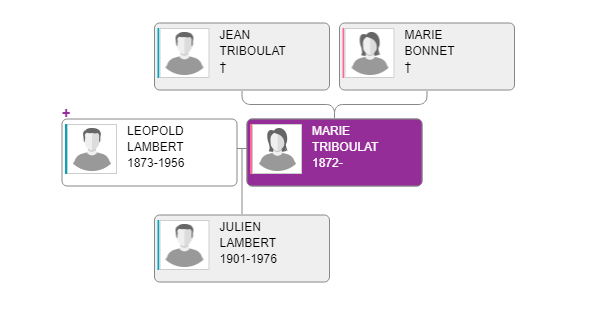 JEAN
TRIBOULAT
†
MARIE
BONNET
†
+
LEOPOLD
LAMBERT
1873-1956
MARIE
TRIBOULAT
1872-
JULIEN
LAMBERT
1901-1976